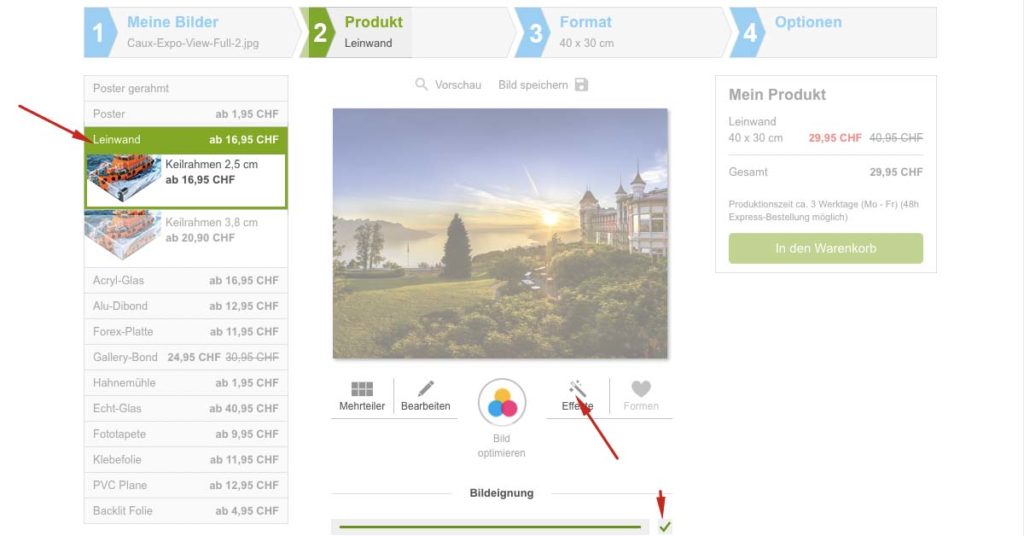 1
Meine Bilder
Caux-Expo-View-Full-2.jpg
2
Produkt
Leinwand
3
Format
40 x 30 cm
4
Optionen
Poster gerahmt
Poster ab 1,95 CHF
Leinwand ab 16,95 CHF
Keilrahmen 2,5 cm
ab 16,95 CHF
Keilrahmen 3,8 cm
ab 20,90 CHF
Acryl-Glas ab 16,95 CHF
Alu-Dibond ab 12,95 CHF
Forex-Platte ab 11,95 CHF
Gallery-Bond 24,95 CHF 30,95 CHF
Hahnemühle ab 1,95 CHF
Echt-Glas ab 40,95 CHF
Fototapete ab 9,95 CHF
Klebefolie ab 11,95 CHF
PVC Plane ab 12,95 CHF
Backlit Folie ab 4,95 CHF
Vorschau Bild speichern
Mehrteiler Bearbeiten
Bild
optimieren
Effekte Formen
Bildeignung
Mein Produkt
Leinwand
40 x 30 cm 29,95 CHF 40,95 CHF
Gesamt 29,95 CHF
Produktionszeit ca. 3 Werktage (Mo - Fr) (48h
Express-Bestellung möglich)
In den Warenkorb